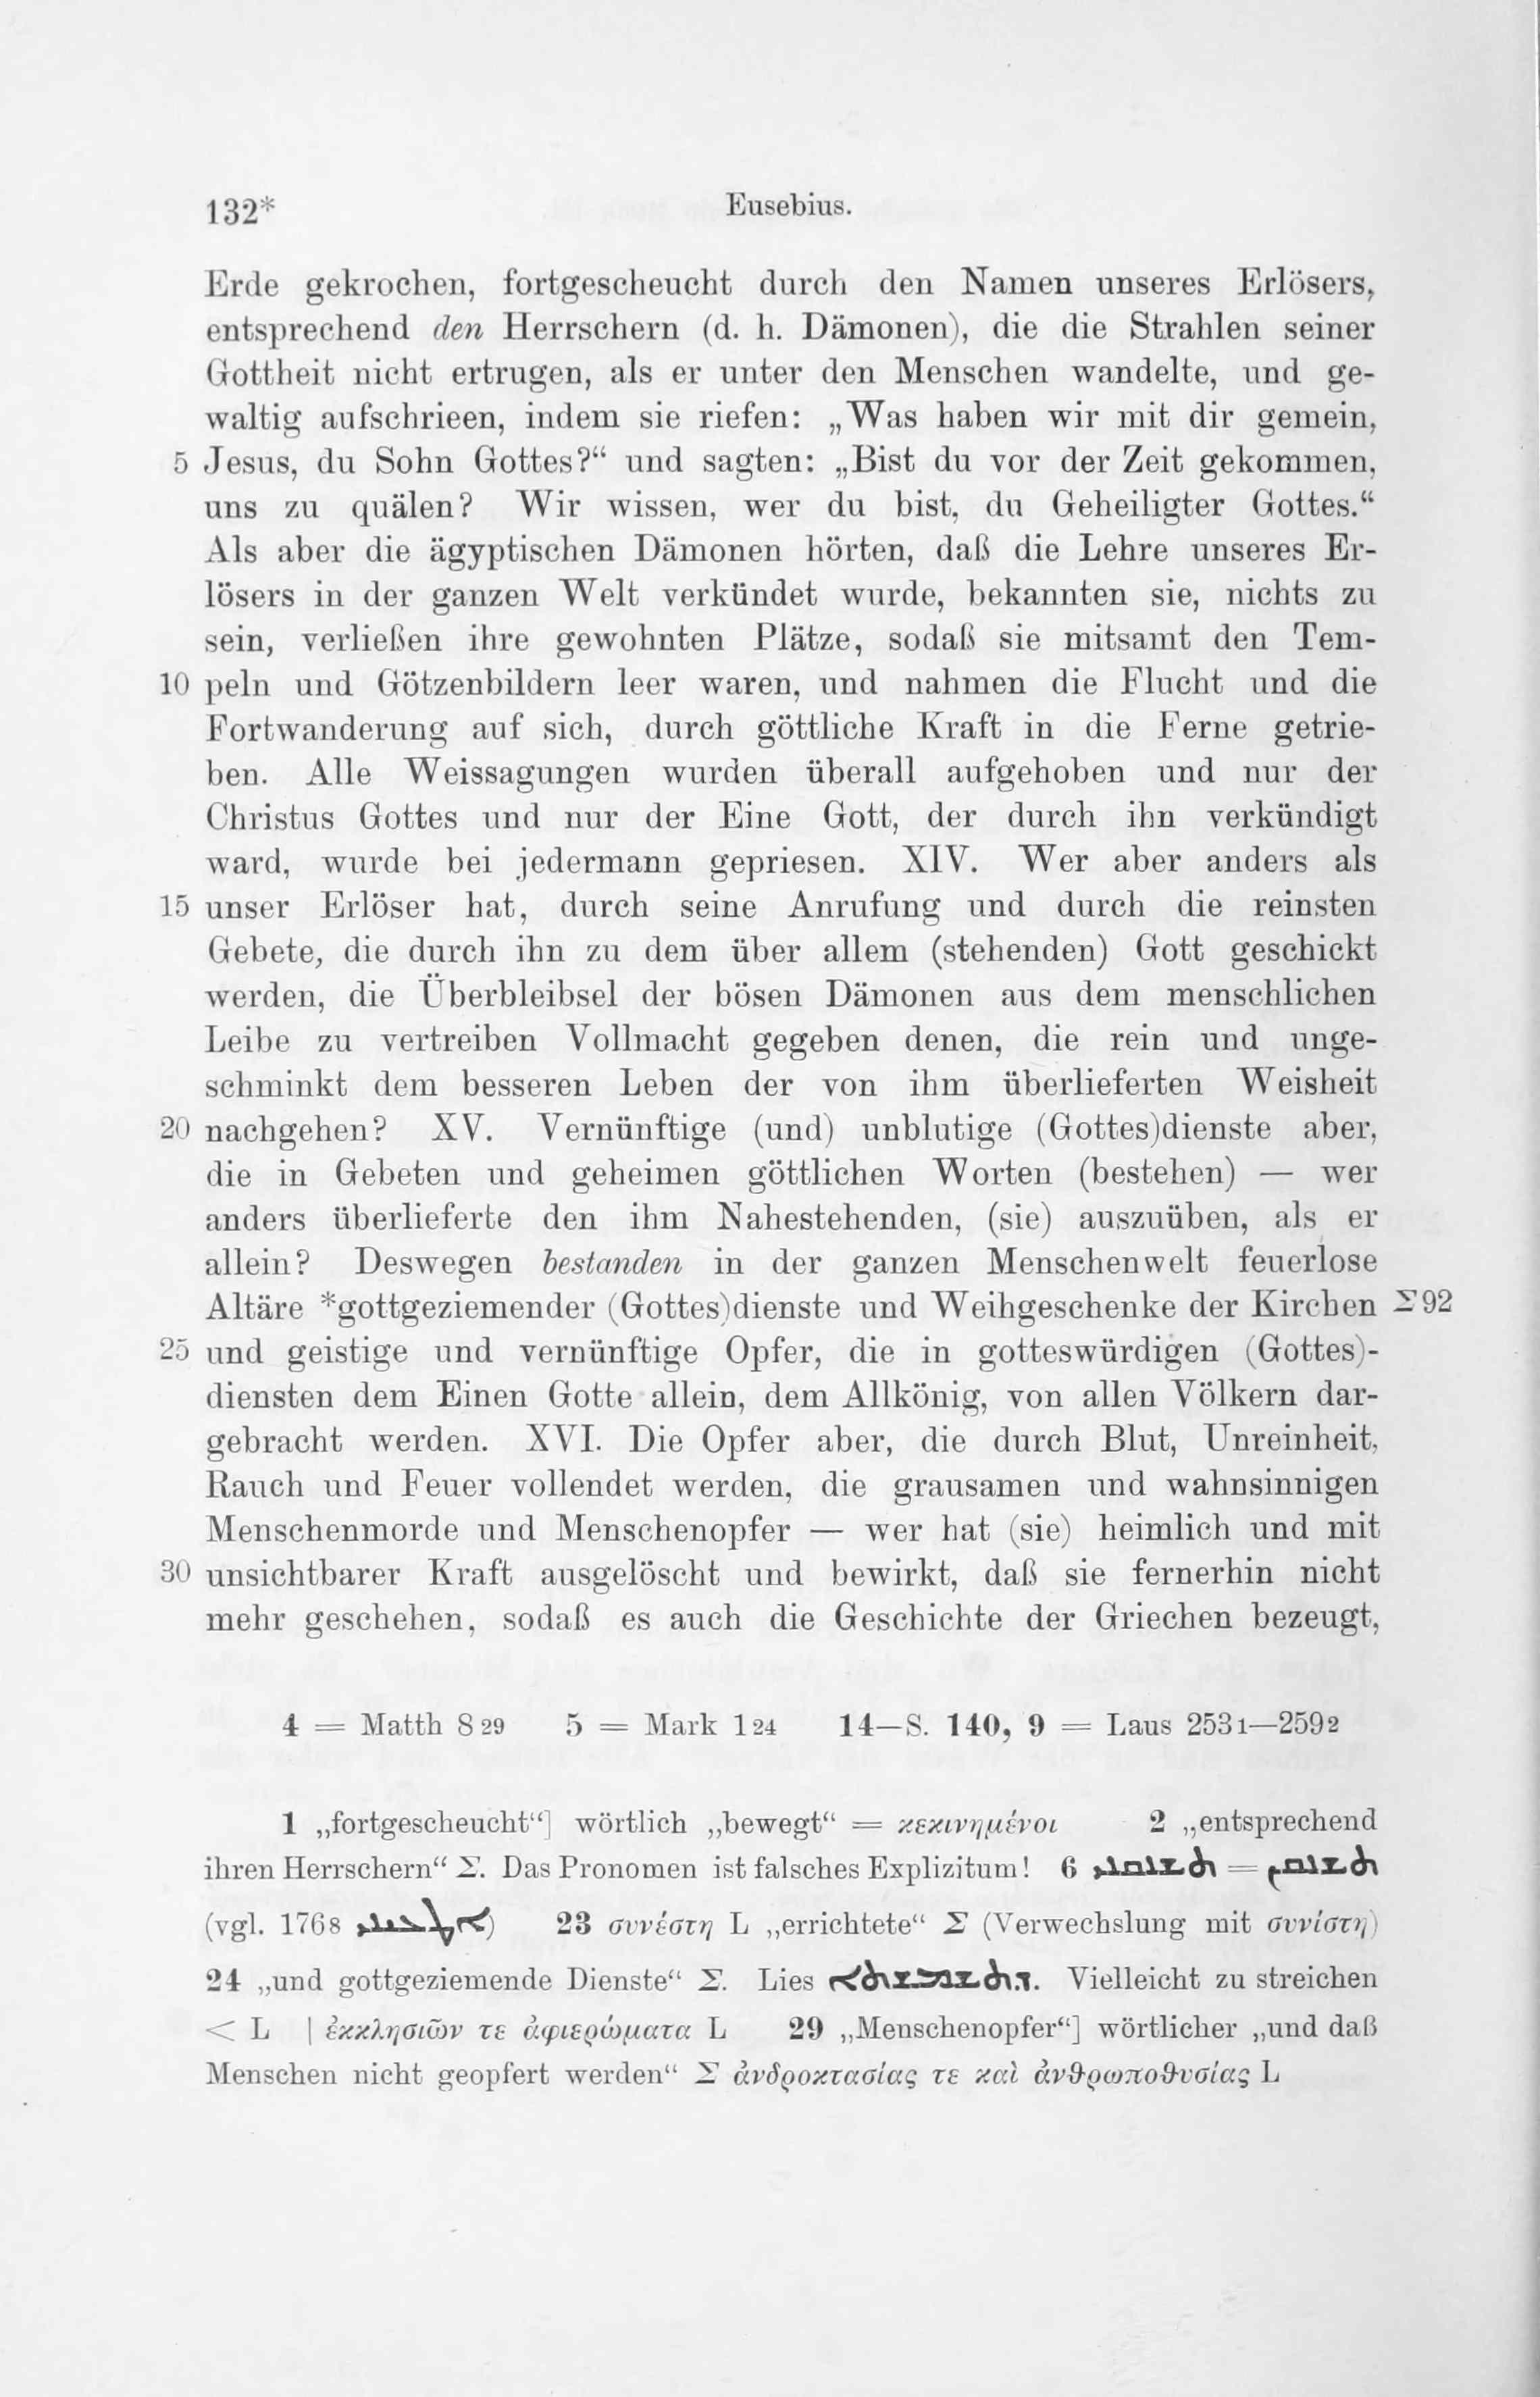 132*
Eusebius.
Erde gekrochen, fortgescheucht durch den Namen unseres Erlösers,
entsprechend den Herrschern (d. h. Dämonen), die die Strahlen seiner
Gottheit nicht ertrugen, als er unter den Menschen wandelte, und ge-
waltig aufschrieen, indem sie riefen: „Was haben wir mit dir gemein,
5 Jesus, du Sohn Gottes?“ und sagten: „Bist du vor der Zeit gekommen,
uns zu quälen? Wir wissen, wer du bist, du Geheiligter Gottes.“
Als aber die ägyptischen Dämonen hörten, daß die Lehre unseres Er-
lösers in der ganzen Welt verkündet wurde, bekannten sie, nichts zu
sein, verließen ihre gewohnten Plätze, sodaß sie mitsamt den Tem-
10 peln und Götzenbildern leer waren, und nahmen die Flucht und die
Fortwanderung auf sich, durch göttliche Kraft in die Ferne getrie-
ben. Alle Weissagungen wurden überall aufgehoben und nur der
Christus Gottes und nur der Eine Gott, der durch ihn verkündigt
ward, wurde bei jedermann gepriesen. XIV. Wer aber anders als
15 unser Erlöser hat, durch seine Anrufung und durch die reinsten
Gebete, die durch ihn zu dem über allem (stehenden) Gott geschickt
werden, die Überbleibsel der bösen Dämonen aus dem menschlichen
Leibe zu vertreiben Vollmacht gegeben denen, die rein und unge-
schminkt dem besseren Leben der von ihm überlieferten Weisheit
20 nachgehen? XV. Vernünftige (und) unblutige (Gottes)dienste aber,
die in Gebeten und geheimen göttlichen Worten (bestehen) — wer
anders überlieferte den ihm Nahestehenden, (sie) auszuüben, als er
allein? Deswegen bestanden in der ganzen Menschenwelt feuerlose
Altäre *gottgeziemender (Gottes)dienste und Weihgeschenke der Kirchen Σ 92
25 und geistige und vernünftige Opfer, die in gotteswürdigen (Gottes)-
diensten dem Einen Gotte allein, dem Allkönig, von allen Völkern dar-
gebracht werden. XVI. Die Opfer aber, die durch Blut, Unreinheit,
Rauch und Feuer vollendet werden, die grausamen und wahnsinnigen
Menschenmorde und Menschenopfer — wer hat (sie) heimlich und mit
30 unsichtbarer Kraft ausgelöscht und bewirkt, daß sie fernerhin nicht
mehr geschehen, sodaß es auch die Geschichte der Griechen bezeugt,
4 = Matth 8 29 5 = Mark 1 24 14—S. 140, 9 = Laus 253 1—259 2
1 „fortgescheucht“] wörtlich „bewegt“ = κεκινημένοι 2 „entsprechend
ihren Herrschern“ Σ. Das Pronomen ist falsches Explizitum! 6 =
(vgl. 176 8 ) 23 συνέστη L „errichtete“ Σ (Verwechslung mit συνίστη)
24 „und gottgeziemende Dienste“ Σ. Lies . Vielleicht zu streichen
< L | ἐκκλησιῶν τε ἀφιερώματα L 29 „Menschenopfer“] wörtlicher „und daß
Menschen nicht geopfert werden“ Σ ἀνδροκτασίας τε καὶ ἀνθρωποθυσίας L